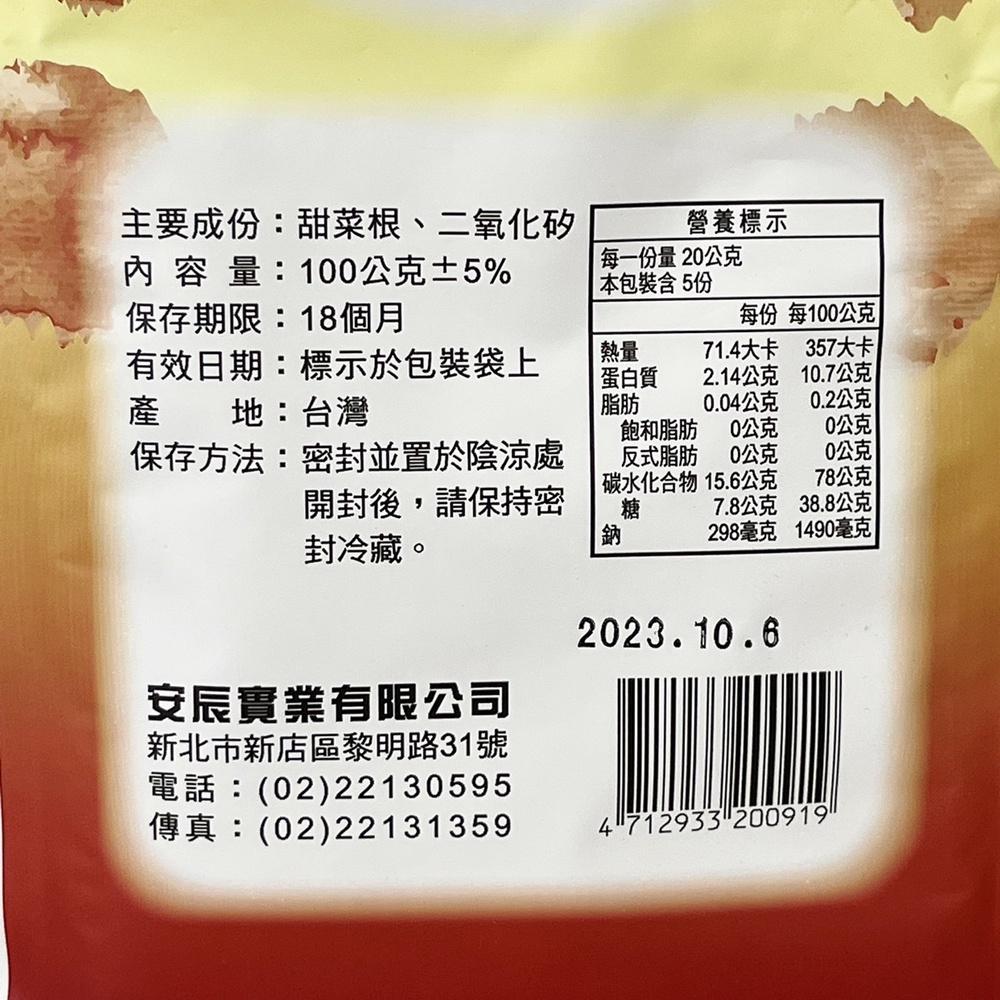 主要成份：甜菜根、二氧化矽
內容量：100公克±5%
保存期限：18個月
有效日期：標示於包裝袋上
產地：台灣
保存方法：密封並置於陰涼處
開封後，請保持密
封冷藏。
營養標示
每一份量 20公克
本包裝含 5份
每份 每100公克
熱量 71.4大卡 357大卡
蛋白質 2.14公克 10.7公克
脂肪 0.04公克 0.2公克
飽和脂肪 0公克 0公克
反式脂肪 0公克 0公克
碳水化合物 15.6公克 78公克
糖 7.8公克 38.8公克
鈉 298毫克 1490毫克
2023.10.6
安辰實業有限公司
新北市新店區黎明路31號
電話：(02)22130595
傳真：(02)22131359
4 712933 200919